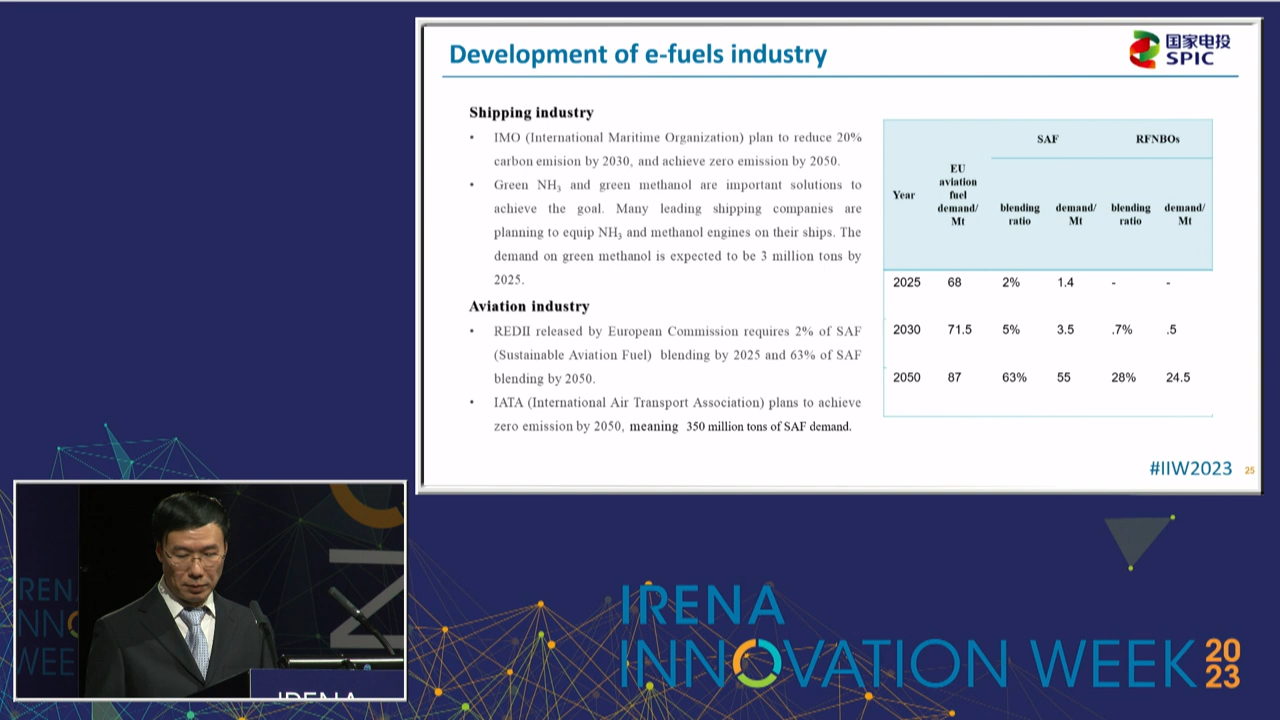 Development of e-fuels industry
国家电投
SPIC
Shipping industry
• IMO (International Maritime Organization) plan to reduce 20%
carbon emision by 2030, and achieve zero emission by 2050.
• Green NH₃ and green methanol are important solutions to
achieve the goal. Many leading shipping companies are
planning to equip NH₃ and methanol engines on their ships. The
demand on green methanol is expected to be 3 million tons by
2025.
Aviation industry
• REDII released by European Commission requires 2% of SAF
(Sustainable Aviation Fuel) blending by 2025 and 63% of SAF
blending by 2050.
• IATA (International Air Transport Association) plans to achieve
zero emission by 2050, meaning 350 million tons of SAF demand.
SAF RFNBOs
Year
EU
aviation
fuel
demand/
Mt
blending
ratio
demand/
Mt
blending
ratio
demand/
Mt
2025 68 2% 1.4 - -
2030 71.5 5% 3.5 .7% .5
2050 87 63% 55 28% 24.5
#IIW2023 25
IREN
INNO
WEE
N
IRENA
IRENA
INNOVATION WEEK 20
23